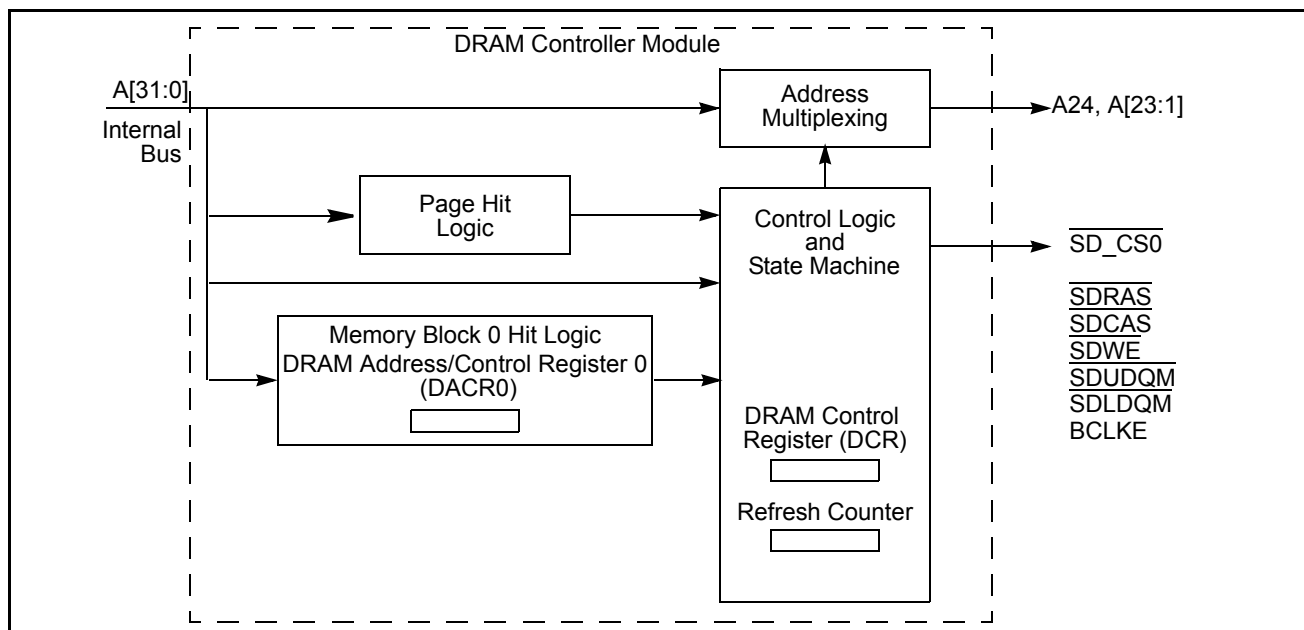 DRAM Controller Module
A[31:0]
Internal
Bus
Address
Multiplexing
A24, A[23:1]
Page Hit
Logic
Control Logic
and
State Machine
SD_CS0
SDRAS
SDCAS
SDWE
SDUDQM
SDLDQM
BCLKE
Memory Block 0 Hit Logic
DRAM Address/Control Register 0
(DACR0)
DRAM Control
Register (DCR)
Refresh Counter